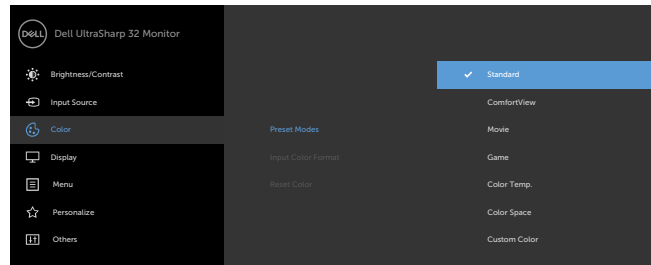 DELL Dell UltraSharp 32 Monitor
Brightness/Contrast
Standard
Input Source
ComfortView
Color
Preset Modes
Movie
Display
Input Color Format
Game
Menu
Reset Color
Color Temp.
Personalize
Color Space
Others
Custom Color